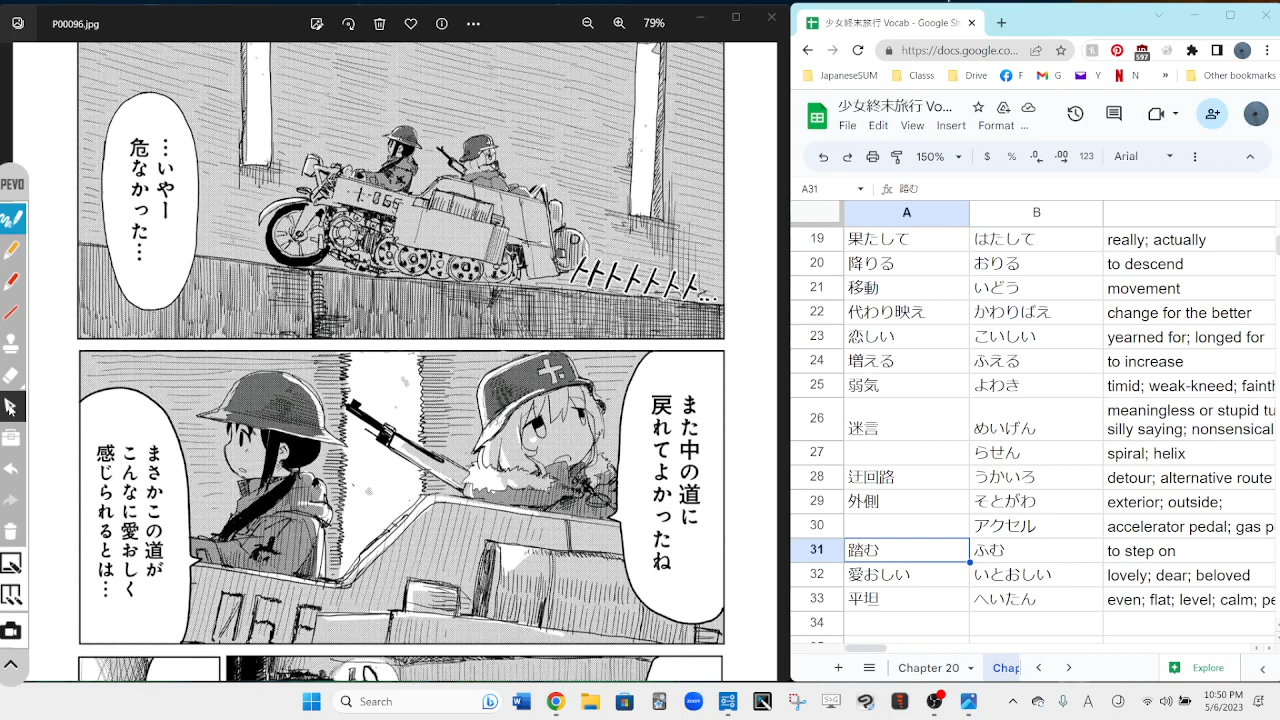 P00096.jpg
79%
…いやー
危なかった…
トトトトトトト…
また中の道に
戻れてよかったね
まさかこの道が
こんなに愛おしく
感じられるとは…
PEVO
少女終末旅行 Vocab - Google Sh
https://docs.google.co...
597
JapaneseSUM
Classs
Drive
F
G
Y
N
»
Other bookmarks
少女終末旅行 Vo...
File Edit View Insert Format ...
150%
$ % .0 .00 123 Arial
A31
fx 踏む
A B
19 果たして はたして really; actually
20 降りる おりる to descend
21 移動 いどう movement
22 代わり映え かわりばえ change for the better
23 恋しい こいしい yearned for; longed for
24 増える ふえる to increase
25 弱気 よわき timid; weak-kneed; fainth
26 迷言 めいげん meaningless or stupid tu
silly saying; nonsensical
27 らせん spiral; helix
28 迂回路 うかいろ detour; alternative route
29 外側 そとがわ exterior; outside;
30 アクセル accelerator pedal; gas p
31 踏む ふむ to step on
32 愛おしい いとおしい lovely; dear; beloved
33 平坦 へいたん even; flat; level; calm; pe
34
Chapter 20
Chap
Explore
Search
zoom
10:50 PM
5/6/2023